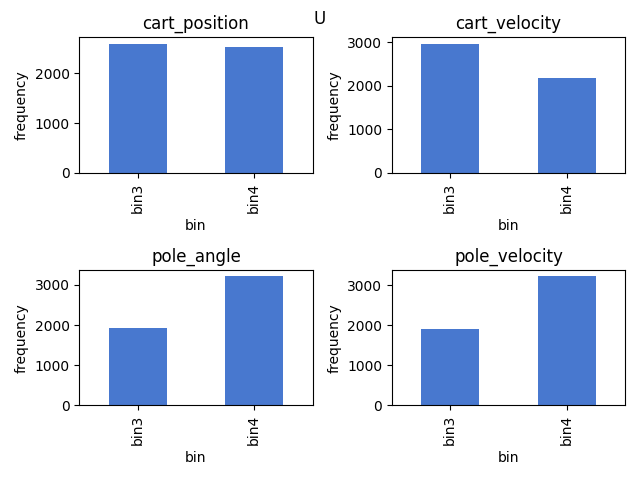 U
cart_position
frequency
2000
1000
0
bin3
bin4
bin
cart_velocity
frequency
3000
2000
1000
0
bin3
bin4
bin
pole_angle
frequency
3000
2000
1000
0
bin3
bin4
bin
pole_velocity
frequency
3000
2000
1000
0
bin3
bin4
bin